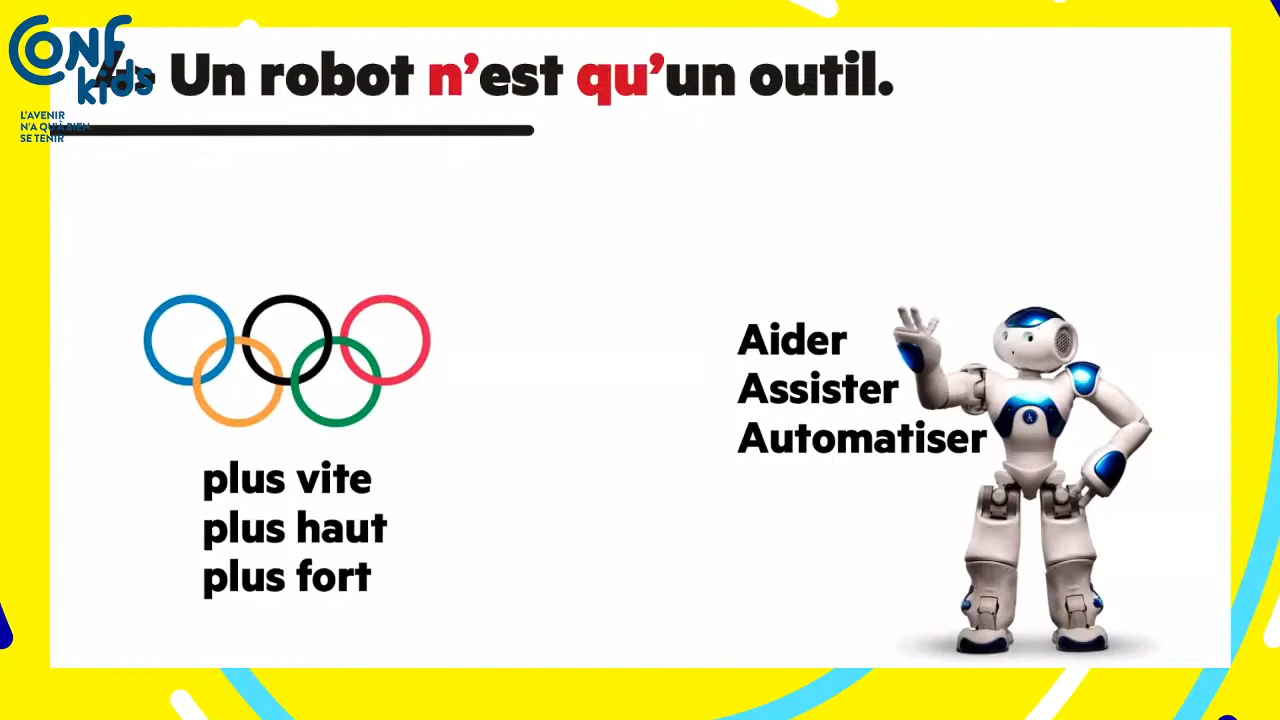 CONF
kids
L'AVENIR
N'A QU'À BIEN
SE TENIR
4> Un robot n’est qu’un outil.
plus vite
plus haut
plus fort
Aider
Assister
Automatiser